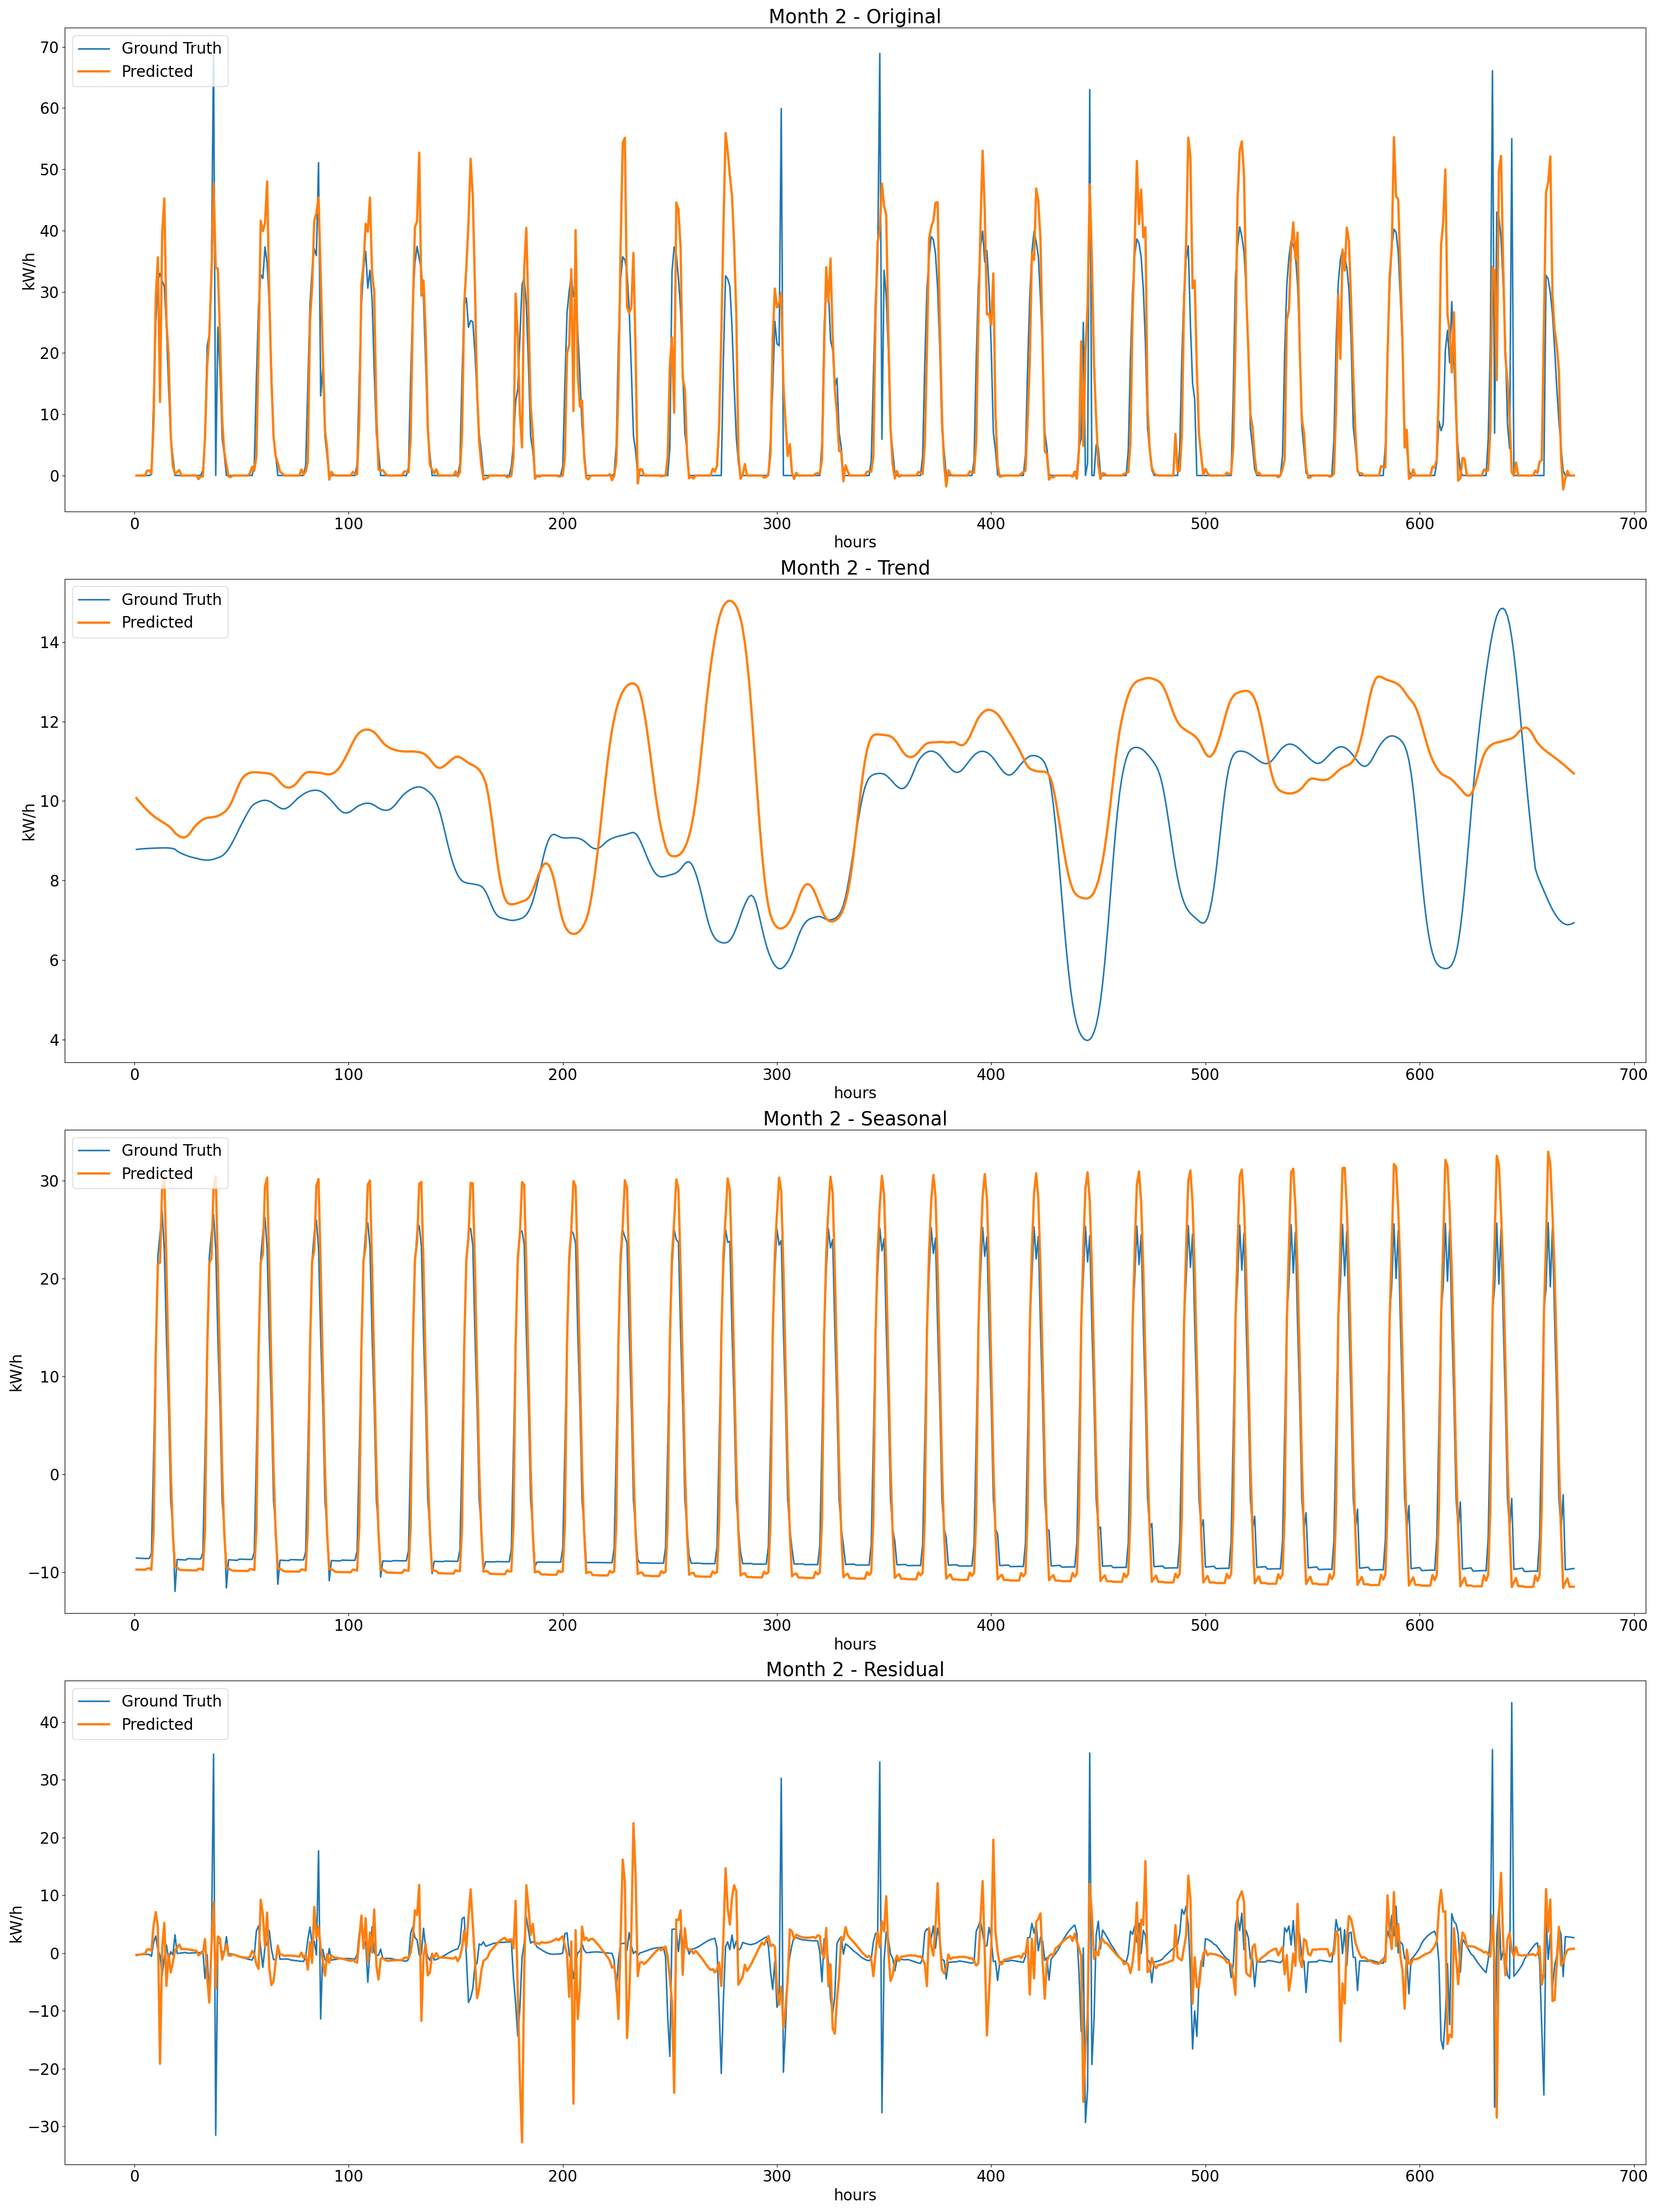 Month 2 - Original
Ground Truth
Predicted
kW/h
70
60
50
40
30
20
10
0
0 100 200 300 400 500 600 700
hours
Month 2 - Trend
Ground Truth
Predicted
kW/h
14
12
10
8
6
4
0 100 200 300 400 500 600 700
hours
Month 2 - Seasonal
Ground Truth
Predicted
kW/h
30
20
10
0
−10
0 100 200 300 400 500 600 700
hours
Month 2 - Residual
Ground Truth
Predicted
kW/h
40
30
20
10
0
−10
−20
−30
0 100 200 300 400 500 600 700
hours